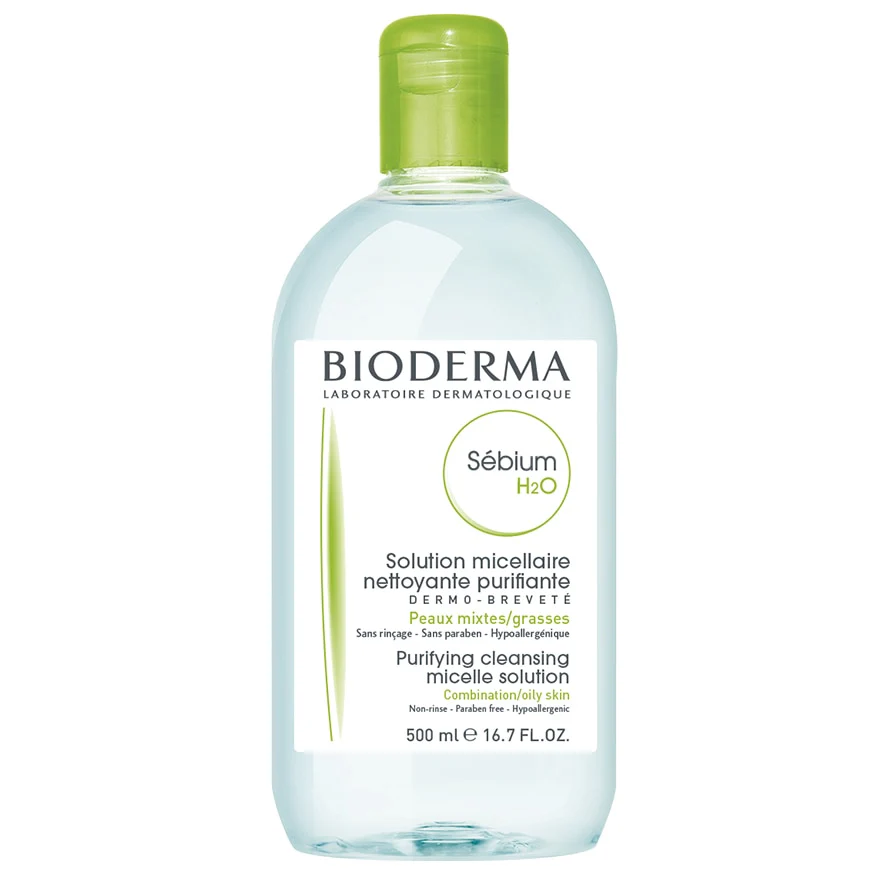 BIODERMA
LABORATOIRE DERMATOLOGIQUE
Sébium
H2O
Solution micellaire
nettoyante purifiante
DERMO-BREVETÉ
Peaux mixtes/grasses
Sans rinçage - Sans paraben - Hypoallergénique
Purifying cleansing
micelle solution
Combination/oily skin
Non-rinse - Paraben free - Hypoallergenic
500 ml ℮ 16.7 FL.OZ.